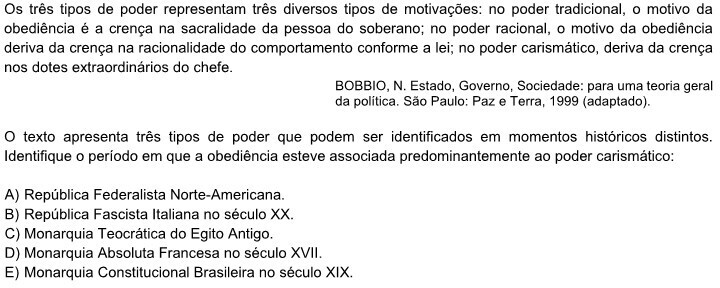 Os três tipos de poder representam três diversos tipos de motivações: no poder tradicional, o motivo da
obediência é a crença na sacralidade da pessoa do soberano; no poder racional, o motivo da obediência
deriva da crença na racionalidade do comportamento conforme a lei; no poder carismático, deriva da crença
nos dotes extraordinários do chefe.
BOBBIO, N. Estado, Governo, Sociedade: para uma teoria geral
da política. São Paulo: Paz e Terra, 1999 (adaptado).
O texto apresenta três tipos de poder que podem ser identificados em momentos históricos distintos.
Identifique o período em que a obediência esteve associada predominantemente ao poder carismático:
A) República Federalista Norte-Americana.
B) República Fascista Italiana no século XX.
C) Monarquia Teocrática do Egito Antigo.
D) Monarquia Absoluta Francesa no século XVII.
E) Monarquia Constitucional Brasileira no século XIX.